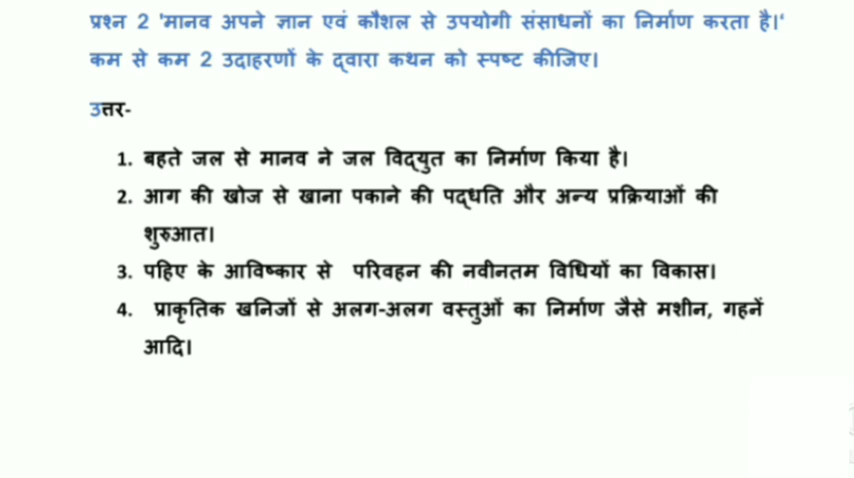 प्रश्न 2 'मानव अपने ज्ञान एवं कौशल से उपयोगी संसाधनों का निर्माण करता है।'
कम से कम 2 उदाहरणों के द्वारा कथन को स्पष्ट कीजिए।
उत्तर-
1. बहते जल से मानव ने जल विद्युत का निर्माण किया है।
2. आग की खोज से खाना पकाने की पद्धति और अन्य प्रक्रियाओं की
शुरुआत।
3. पहिए के आविष्कार से परिवहन की नवीनतम विधियों का विकास।
4. प्राकृतिक खनिजों से अलग-अलग वस्तुओं का निर्माण जैसे मशीन, गहनें
आदि।